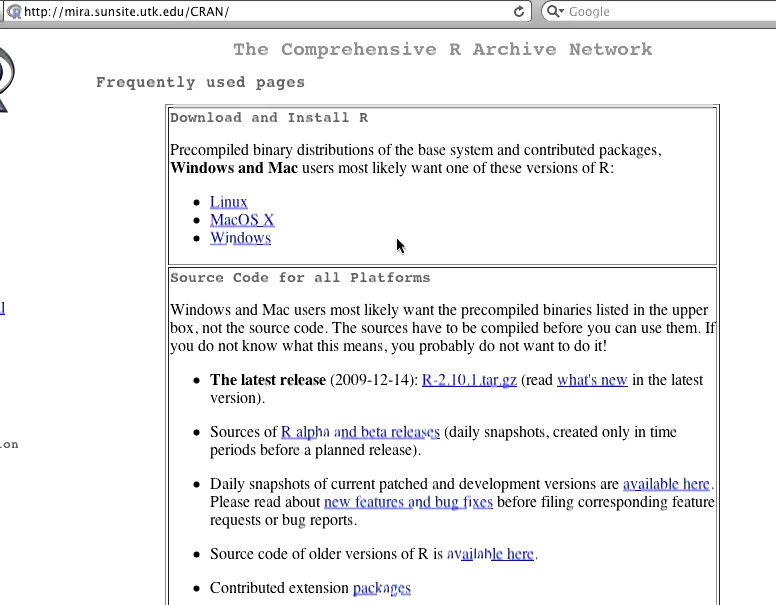 http://mira.sunsite.utk.edu/CRAN/
Google
The Comprehensive R Archive Network
Frequently used pages
Download and Install R
Precompiled binary distributions of the base system and contributed packages,
Windows and Mac users most likely want one of these versions of R:
Linux
MacOS X
Windows
Source Code for all Platforms
Windows and Mac users most likely want the precompiled binaries listed in the upper
box, not the source code. The sources have to be compiled before you can use them. If
you do not know what this means, you probably do not want to do it!
The latest release (2009-12-14): R-2.10.1.tar.gz (read what's new in the latest
version).
Sources of R alpha and beta releases (daily snapshots, created only in time
periods before a planned release).
Daily snapshots of current patched and development versions are available here.
Please read about new features and bug fixes before filing corresponding feature
requests or bug reports.
Source code of older versions of R is available here.
Contributed extension packages